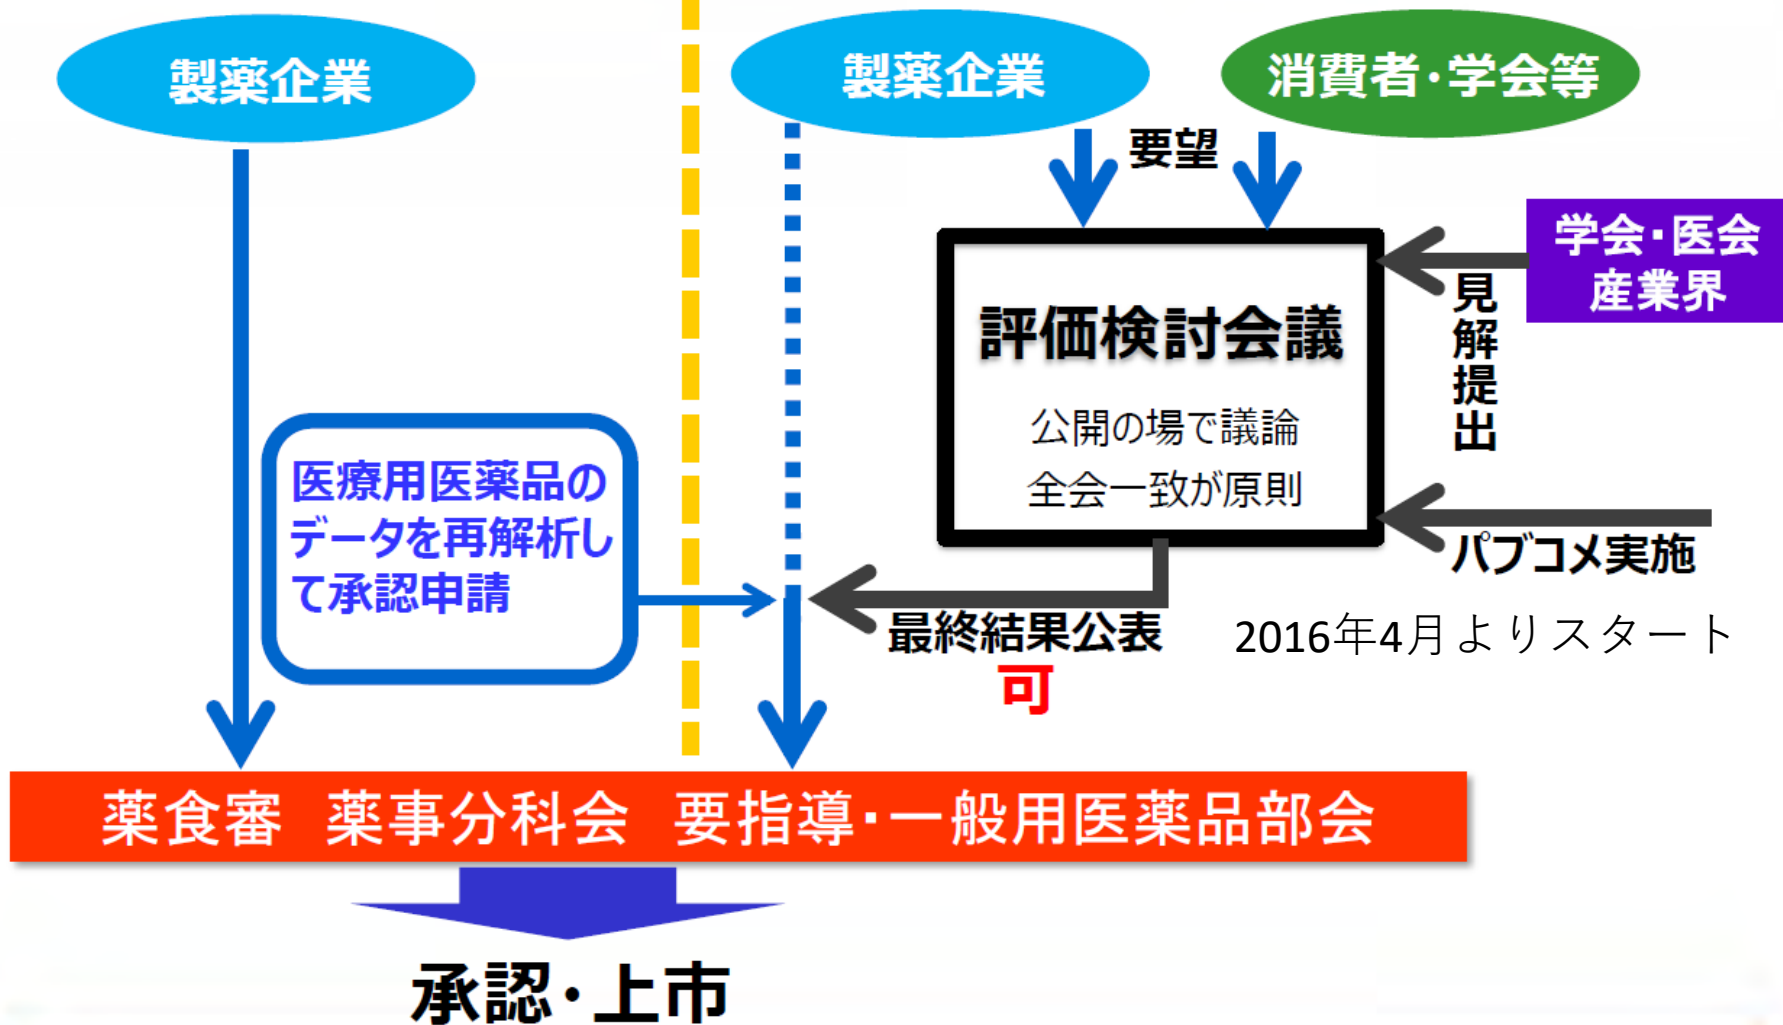 製薬企業
製薬企業
消費者・学会等
要望
学会・医会
産業界
見解提出
評価検討会議
公開の場で議論
全会一致が原則
医療用医薬品の
データを再解析し
て承認申請
パブコメ実施
最終結果公表
可
2016年4月よりスタート
薬食審 薬事分科会 要指導・一般用医薬品部会
承認・上市